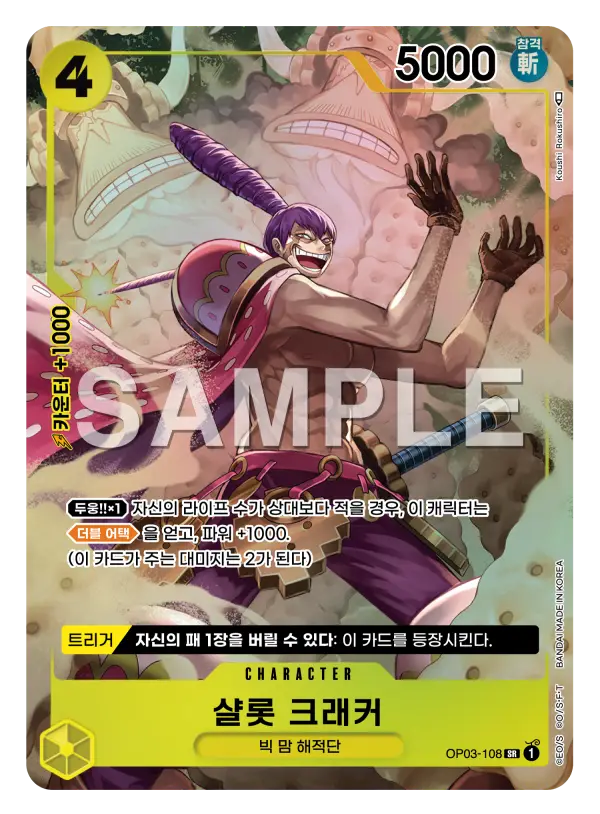 4
5000
참격
斬
Koushi Rokushiro
카운터 +1000
SAMPLE
두웅!!×1 자신의 라이프 수가 상대보다 적을 경우, 이 캐릭터는
더블 어택 을 얻고, 파워 +1000.
(이 카드가 주는 대미지는 2가 된다)
트리거 자신의 패 1장을 버릴 수 있다: 이 카드를 등장시킨다.
CHARACTER
샬롯 크래커
빅 맘 해적단
OP03-108 SR 1
©EO/S ©O/S·F·T BANDAI MADE IN KOREA